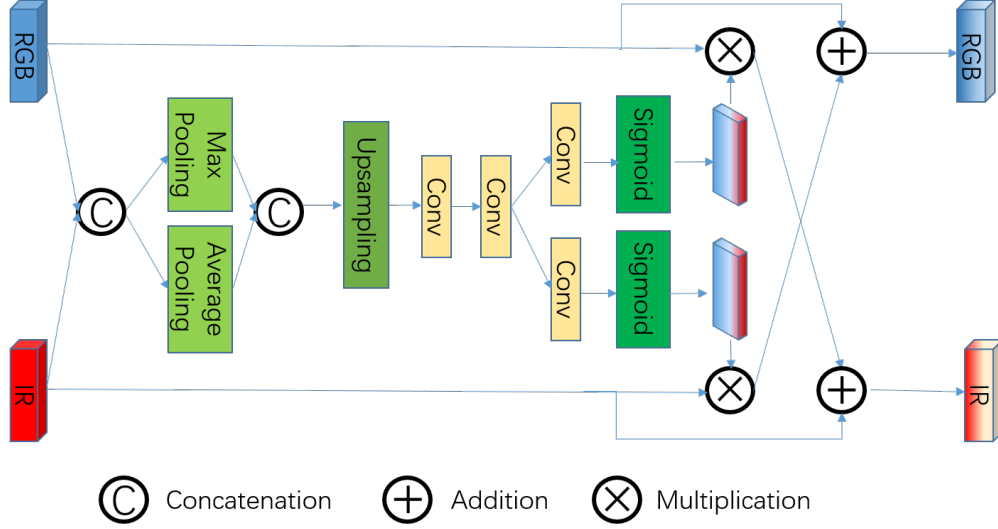 RGB
RGB
Max
Pooling
Conv
Sigmoid
C
C
Upsampling
Conv
Conv
Average
Pooling
Conv
Sigmoid
IR
IR
C Concatenation
Addition
Multiplication